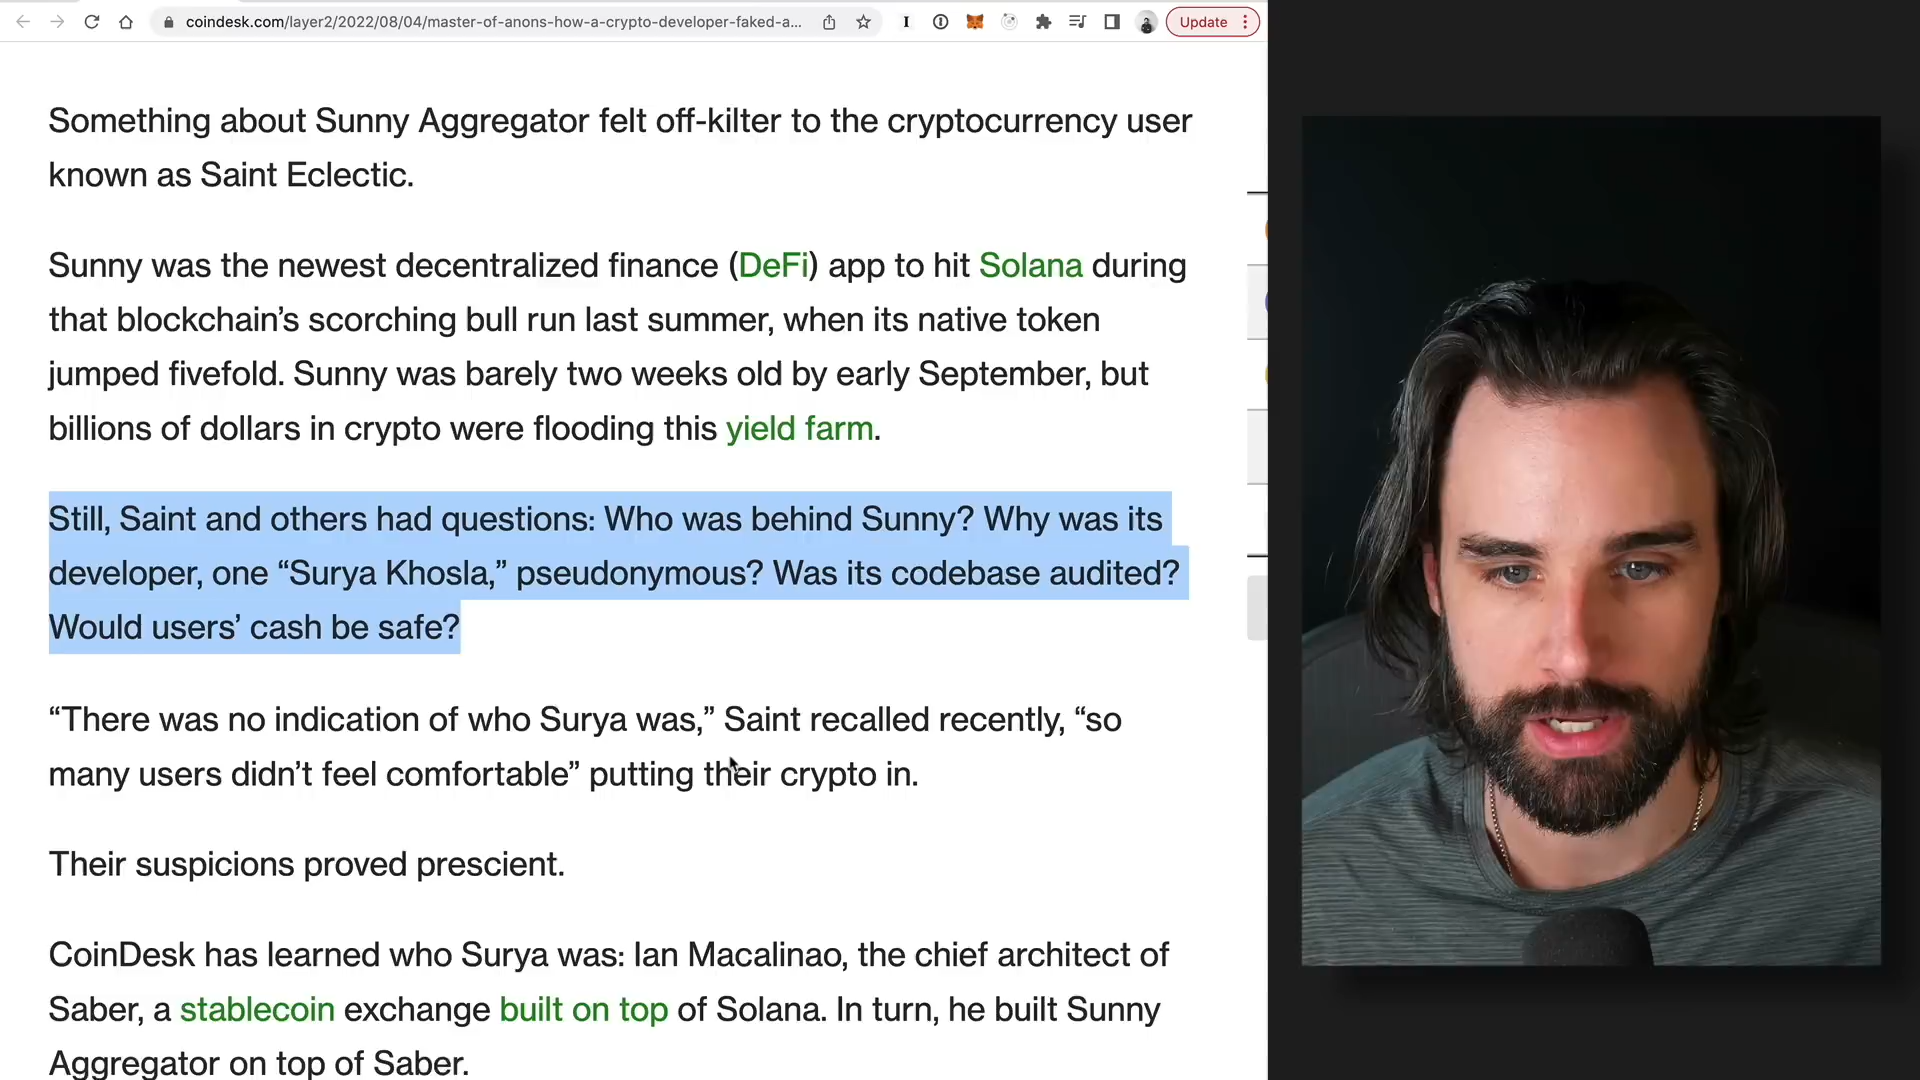 coindesk.com/layer2/2022/08/04/master-of-anons-how-a-crypto-developer-faked-a...
Update
Something about Sunny Aggregator felt off-kilter to the cryptocurrency user
known as Saint Eclectic.
Sunny was the newest decentralized finance (DeFi) app to hit Solana during
that blockchain’s scorching bull run last summer, when its native token
jumped fivefold. Sunny was barely two weeks old by early September, but
billions of dollars in crypto were flooding this yield farm.
Still, Saint and others had questions: Who was behind Sunny? Why was its
developer, one “Surya Khosla,” pseudonymous? Was its codebase audited?
Would users’ cash be safe?
“There was no indication of who Surya was,” Saint recalled recently, “so
many users didn’t feel comfortable” putting their crypto in.
Their suspicions proved prescient.
CoinDesk has learned who Surya was: Ian Macalinao, the chief architect of
Saber, a stablecoin exchange built on top of Solana. In turn, he built Sunny
Aggregator on top of Saber.